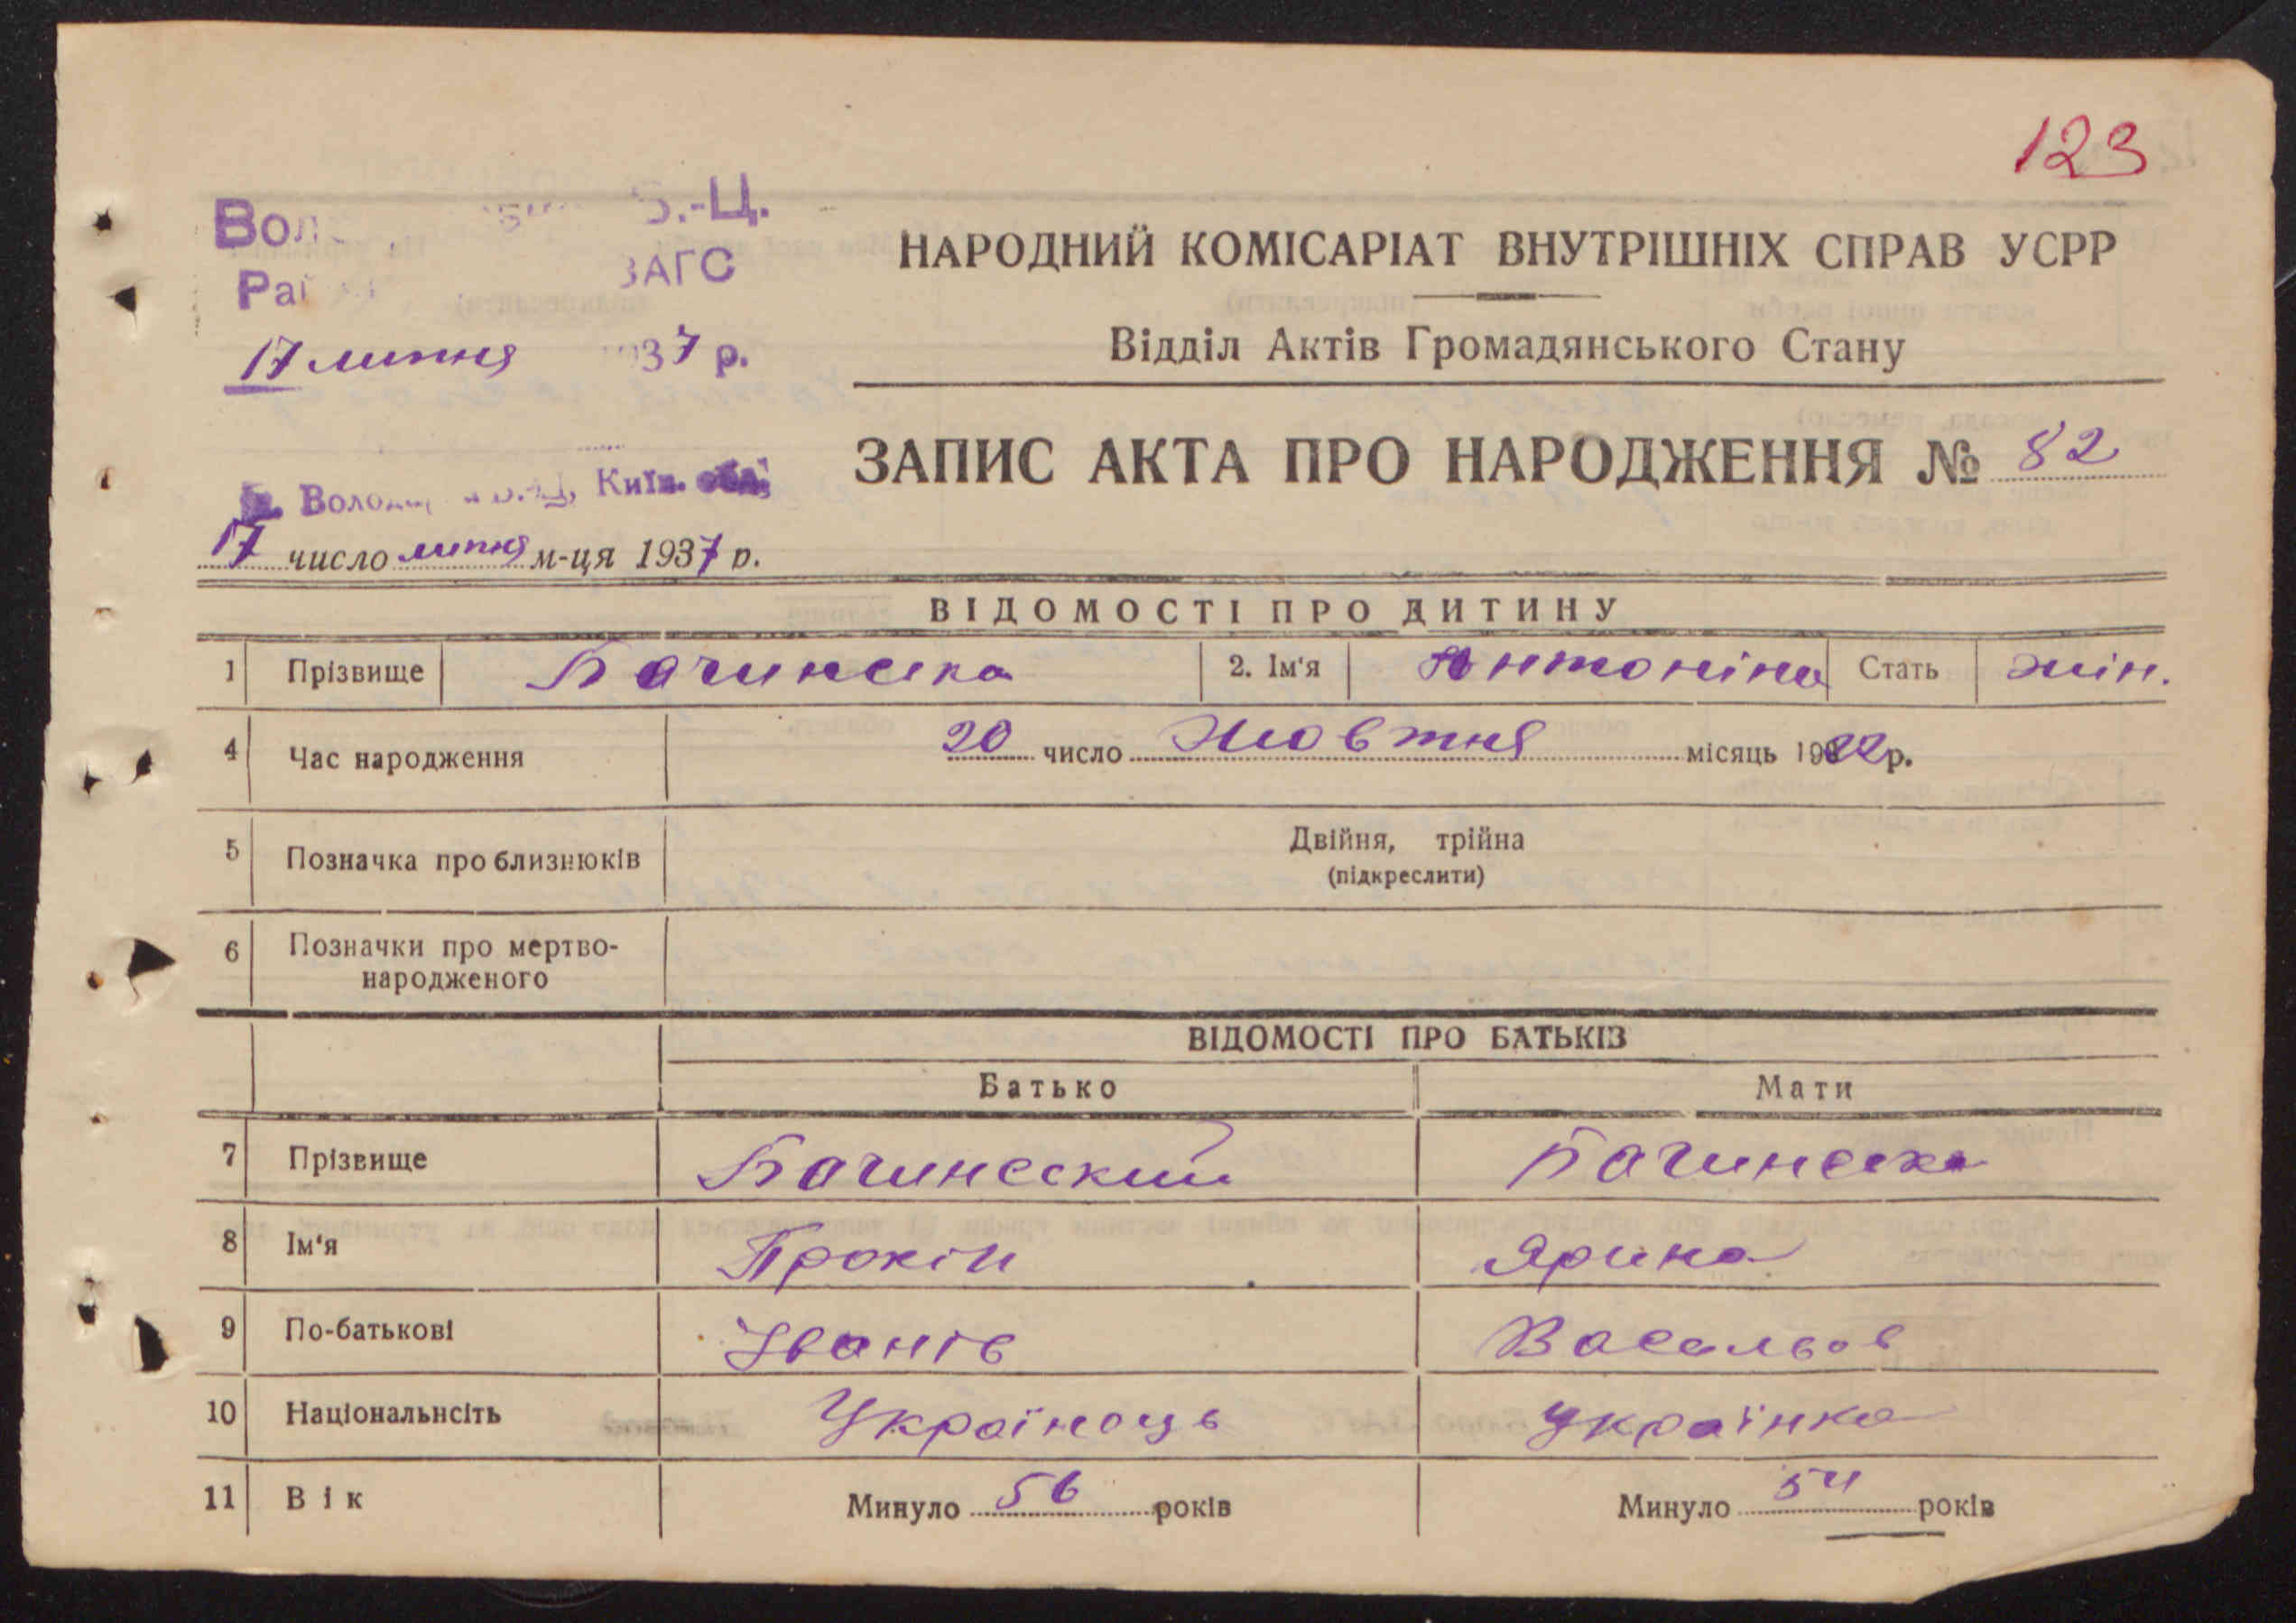 123
НАРОДНИЙ КОМІСАРІАТ ВНУТРІШНІХ СПРАВ УСРР
ЗАГС
17 липня 1937 р.
Відділ Актів Громадянського Стану
ЗАПИС АКТА ПРО НАРОДЖЕННЯ № 82
Київ. обл.
17 число липня м-ця 1937 р.
ВІДОМОСТІ ПРО ДИТИНУ
1 Прізвище Бачинська 2. Ім'я Антоніна Стать жін.
4 Час народження 20 число Жовтня місяць 1922 р.
5 Позначка про близнюків Двійня, трійна
(підкреслити)
6 Позначки про мертво-
народженого
ВІДОМОСТІ ПРО БАТЬКІЗ
Батько Мати
7 Прізвище Бачинский Бачинська
8 Ім'я Прокіп Ярина
9 По-батькові Іванів Васильов
10 Національнсіть Українець Українка
11 Вік Минуло 56 років Минуло 54 років